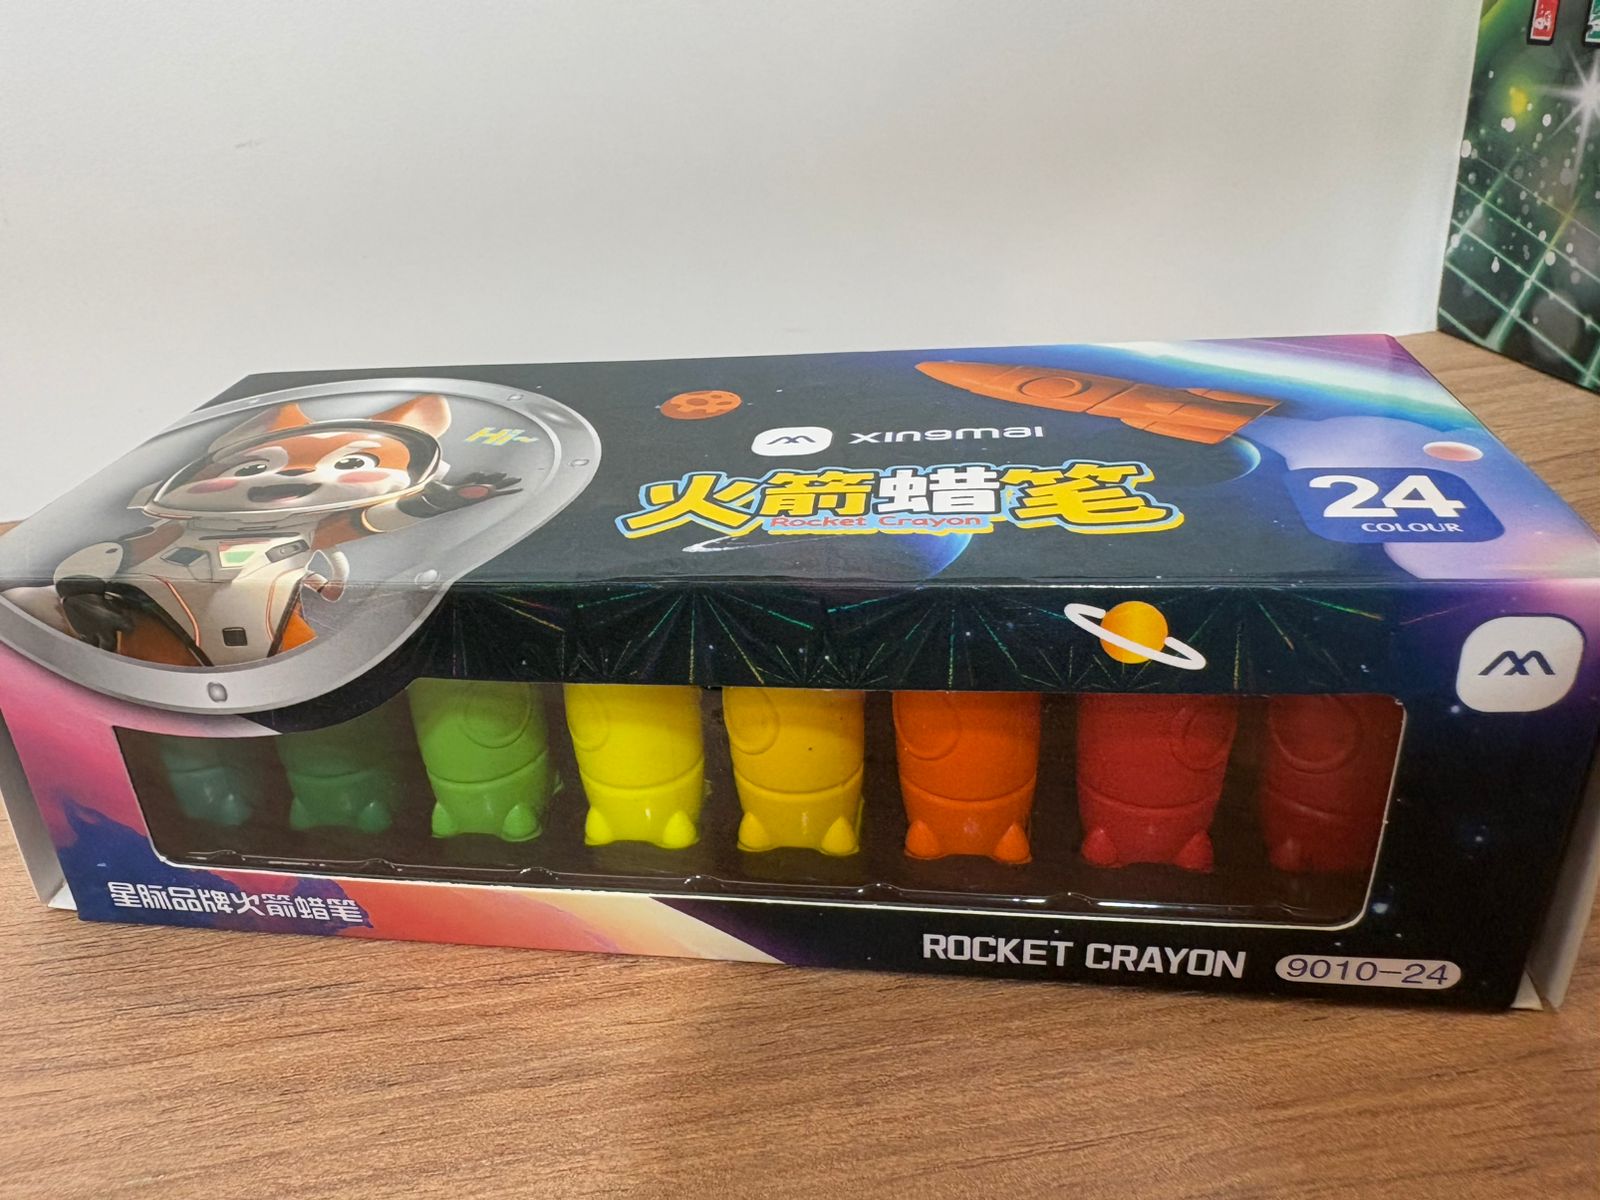 Hi~
xingmai
火箭蜡笔
Rocket Crayon
24
COLOUR
星脉品牌火箭蜡笔
ROCKET CRAYON 9010-24